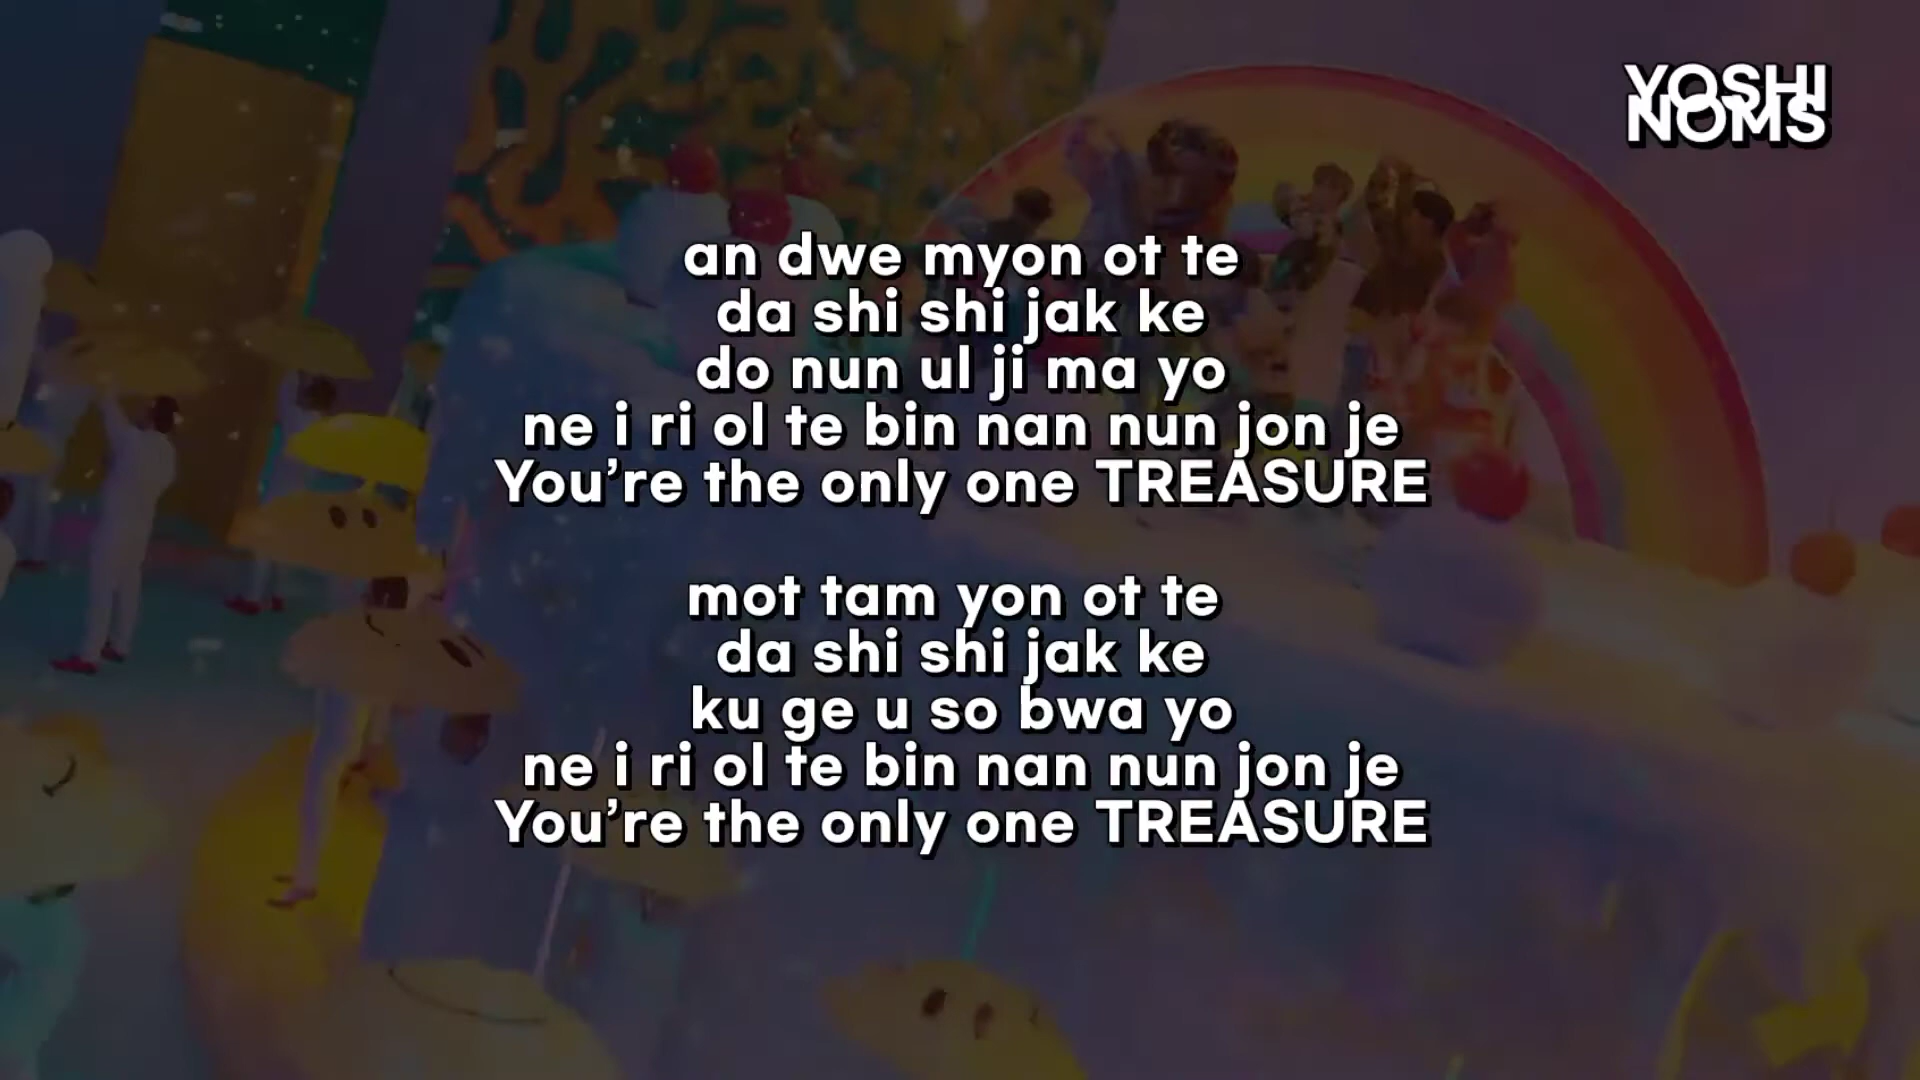 YOSHI
NOMS
an dwe myon ot te
da shi shi jak ke
do nun ul ji ma yo
ne i ri ol te bin nan nun jon je
You’re the only one TREASURE
mot tam yon ot te
da shi shi jak ke
ku ge u so bwa yo
ne i ri ol te bin nan nun jon je
You’re the only one TREASURE